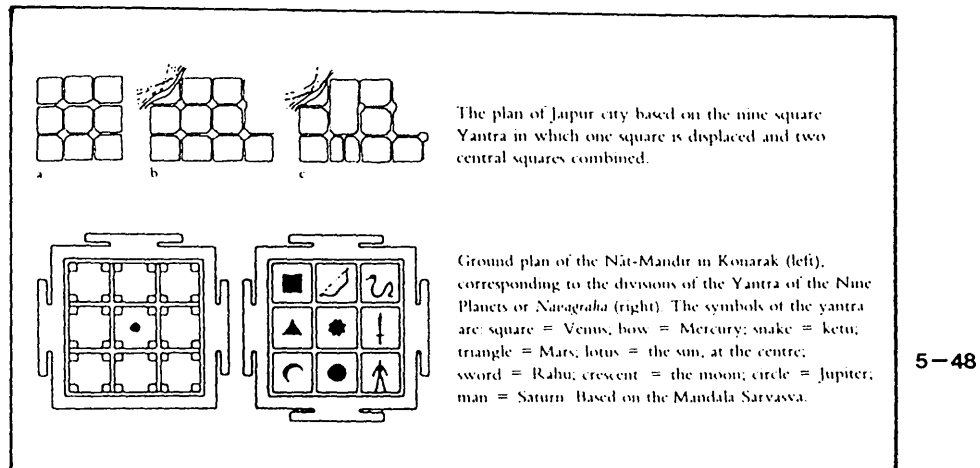 The plan of Jaipur city based on the nine square
Yantra in which one square is displaced and two
central squares combined.
a
b
c
Ground plan of the Nāt-Mandir in Konarak (left),
corresponding to the divisions of the Yantra of the Nine
Planets or Navagraha (right). The symbols of the yantra
are: square = Venus, bow = Mercury; snake = ketu;
triangle = Mars; lotus = the sun, at the centre;
sword = Rahu; crescent = the moon; circle = Jupiter;
man = Saturn. Based on the Mandala Sarvasva.
5-48